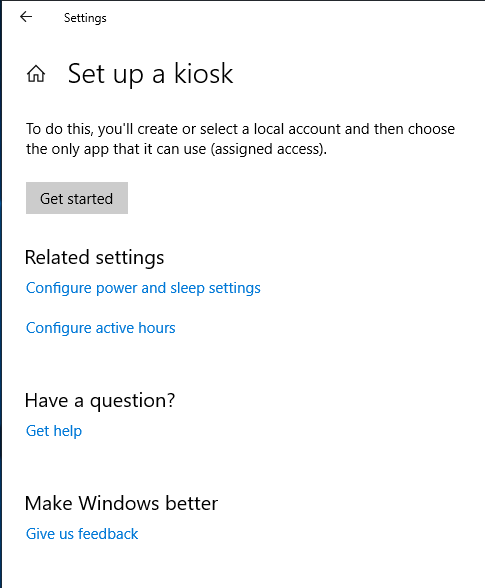 Settings
Set up a kiosk
To do this, you'll create or select a local account and then choose
the only app that it can use (assigned access).
Get started
Related settings
Configure power and sleep settings
Configure active hours
Have a question?
Get help
Make Windows better
Give us feedback